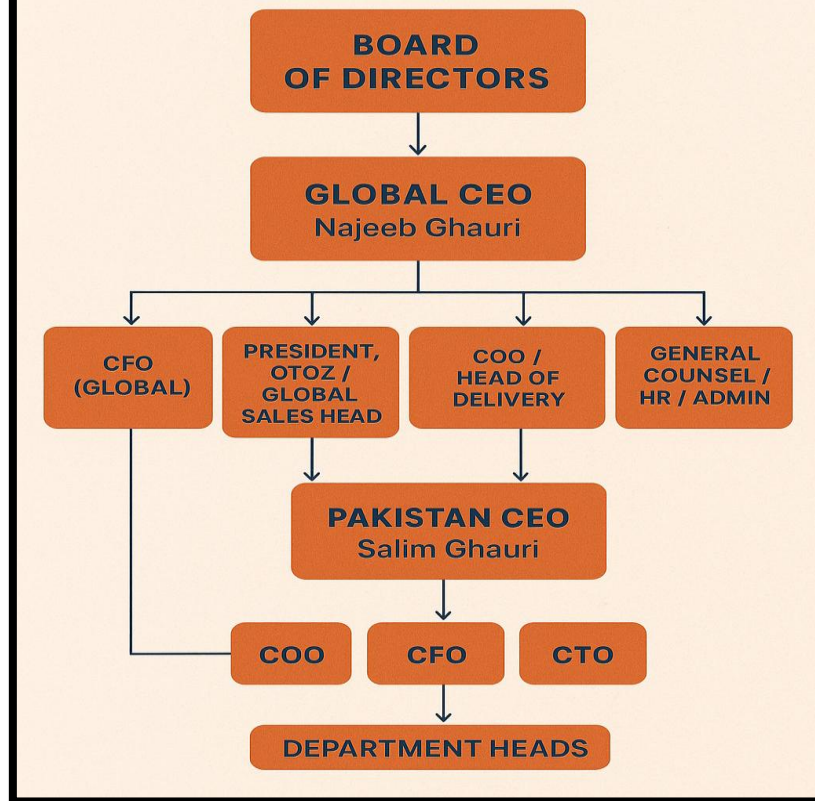 BOARD
OF DIRECTORS
GLOBAL CEO
Najeeb Ghauri
CFO
(GLOBAL)
PRESIDENT,
OTOZ /
GLOBAL
SALES HEAD
COO /
HEAD OF
DELIVERY
GENERAL
COUNSEL /
HR / ADMIN
PAKISTAN CEO
Salim Ghauri
COO
CFO
CTO
DEPARTMENT HEADS